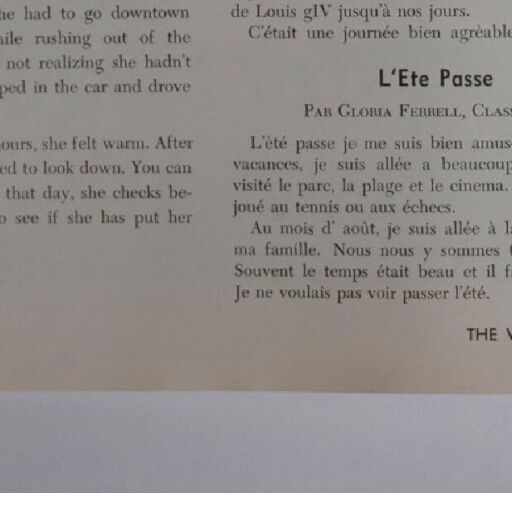 he had to go downtown
ile rushing out of the
not realizing she hadn't
ped in the car and drove
ours, she felt warm. After
ed to look down. You can
that day, she checks be-
o see if she has put her
de Louis gIV jusqu'à nos jours.
C'était une journée bien agrèable
L'Ete Passe
PAR GLORIA FERRELL, CLASS
L'èté passe je me suis bien amus
vacances, je suis allée a beaucoup
visité le parc, la plage et le cinema.
joué au tennis ou aux échecs.
Au mois d' août, je suis allée à l
ma famille. Nous nous y sommes
Souvent le temps était beau et il f
Je ne voulais pas voir passer l'été.
THE